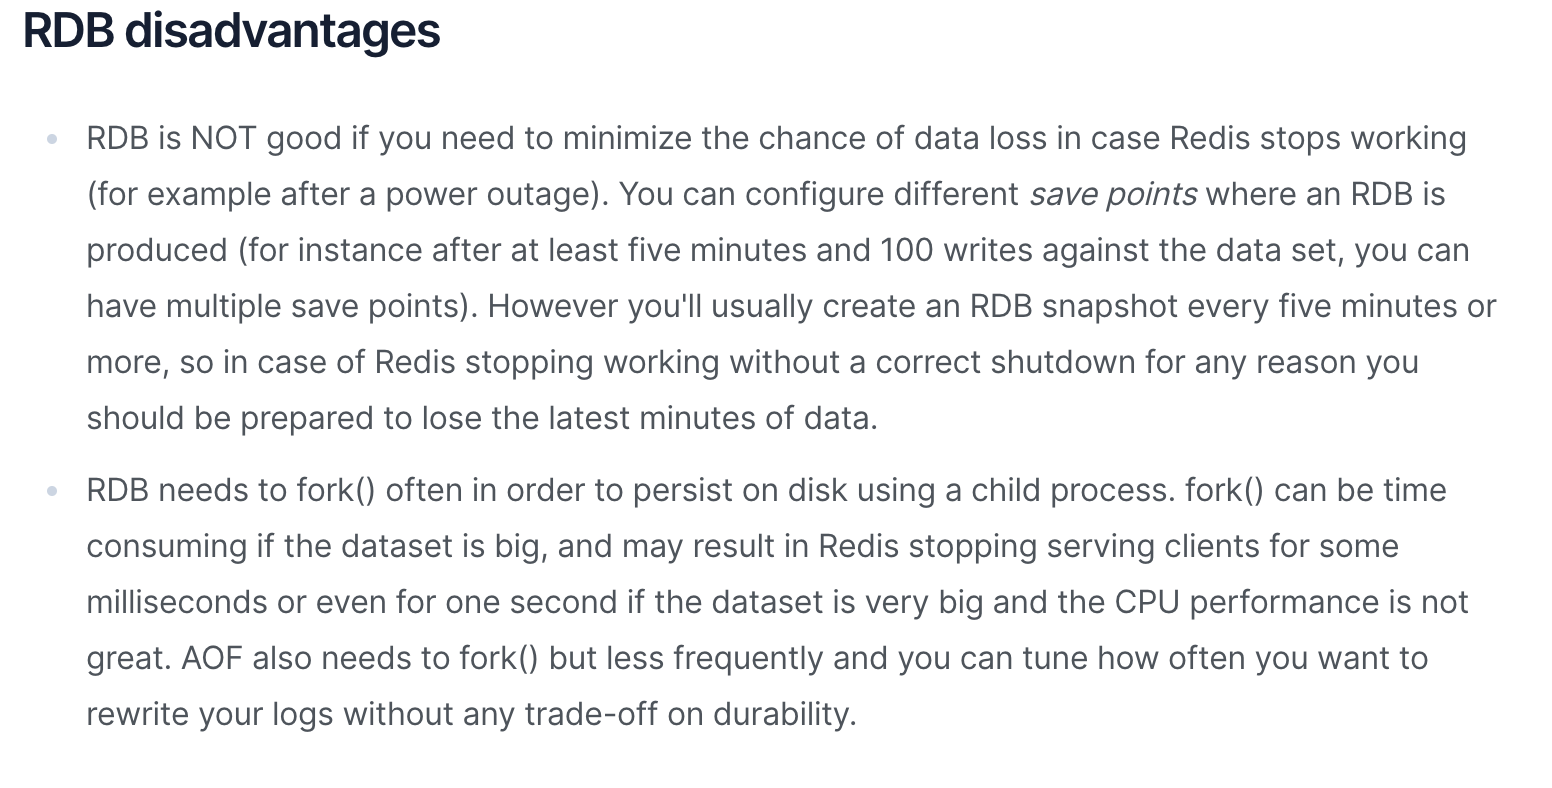 RDB disadvantages
RDB is NOT good if you need to minimize the chance of data loss in case Redis stops working
(for example after a power outage). You can configure different save points where an RDB is
produced (for instance after at least five minutes and 100 writes against the data set, you can
have multiple save points). However you'll usually create an RDB snapshot every five minutes or
more, so in case of Redis stopping working without a correct shutdown for any reason you
should be prepared to lose the latest minutes of data.
RDB needs to fork() often in order to persist on disk using a child process. fork() can be time
consuming if the dataset is big, and may result in Redis stopping serving clients for some
milliseconds or even for one second if the dataset is very big and the CPU performance is not
great. AOF also needs to fork() but less frequently and you can tune how often you want to
rewrite your logs without any trade-off on durability.